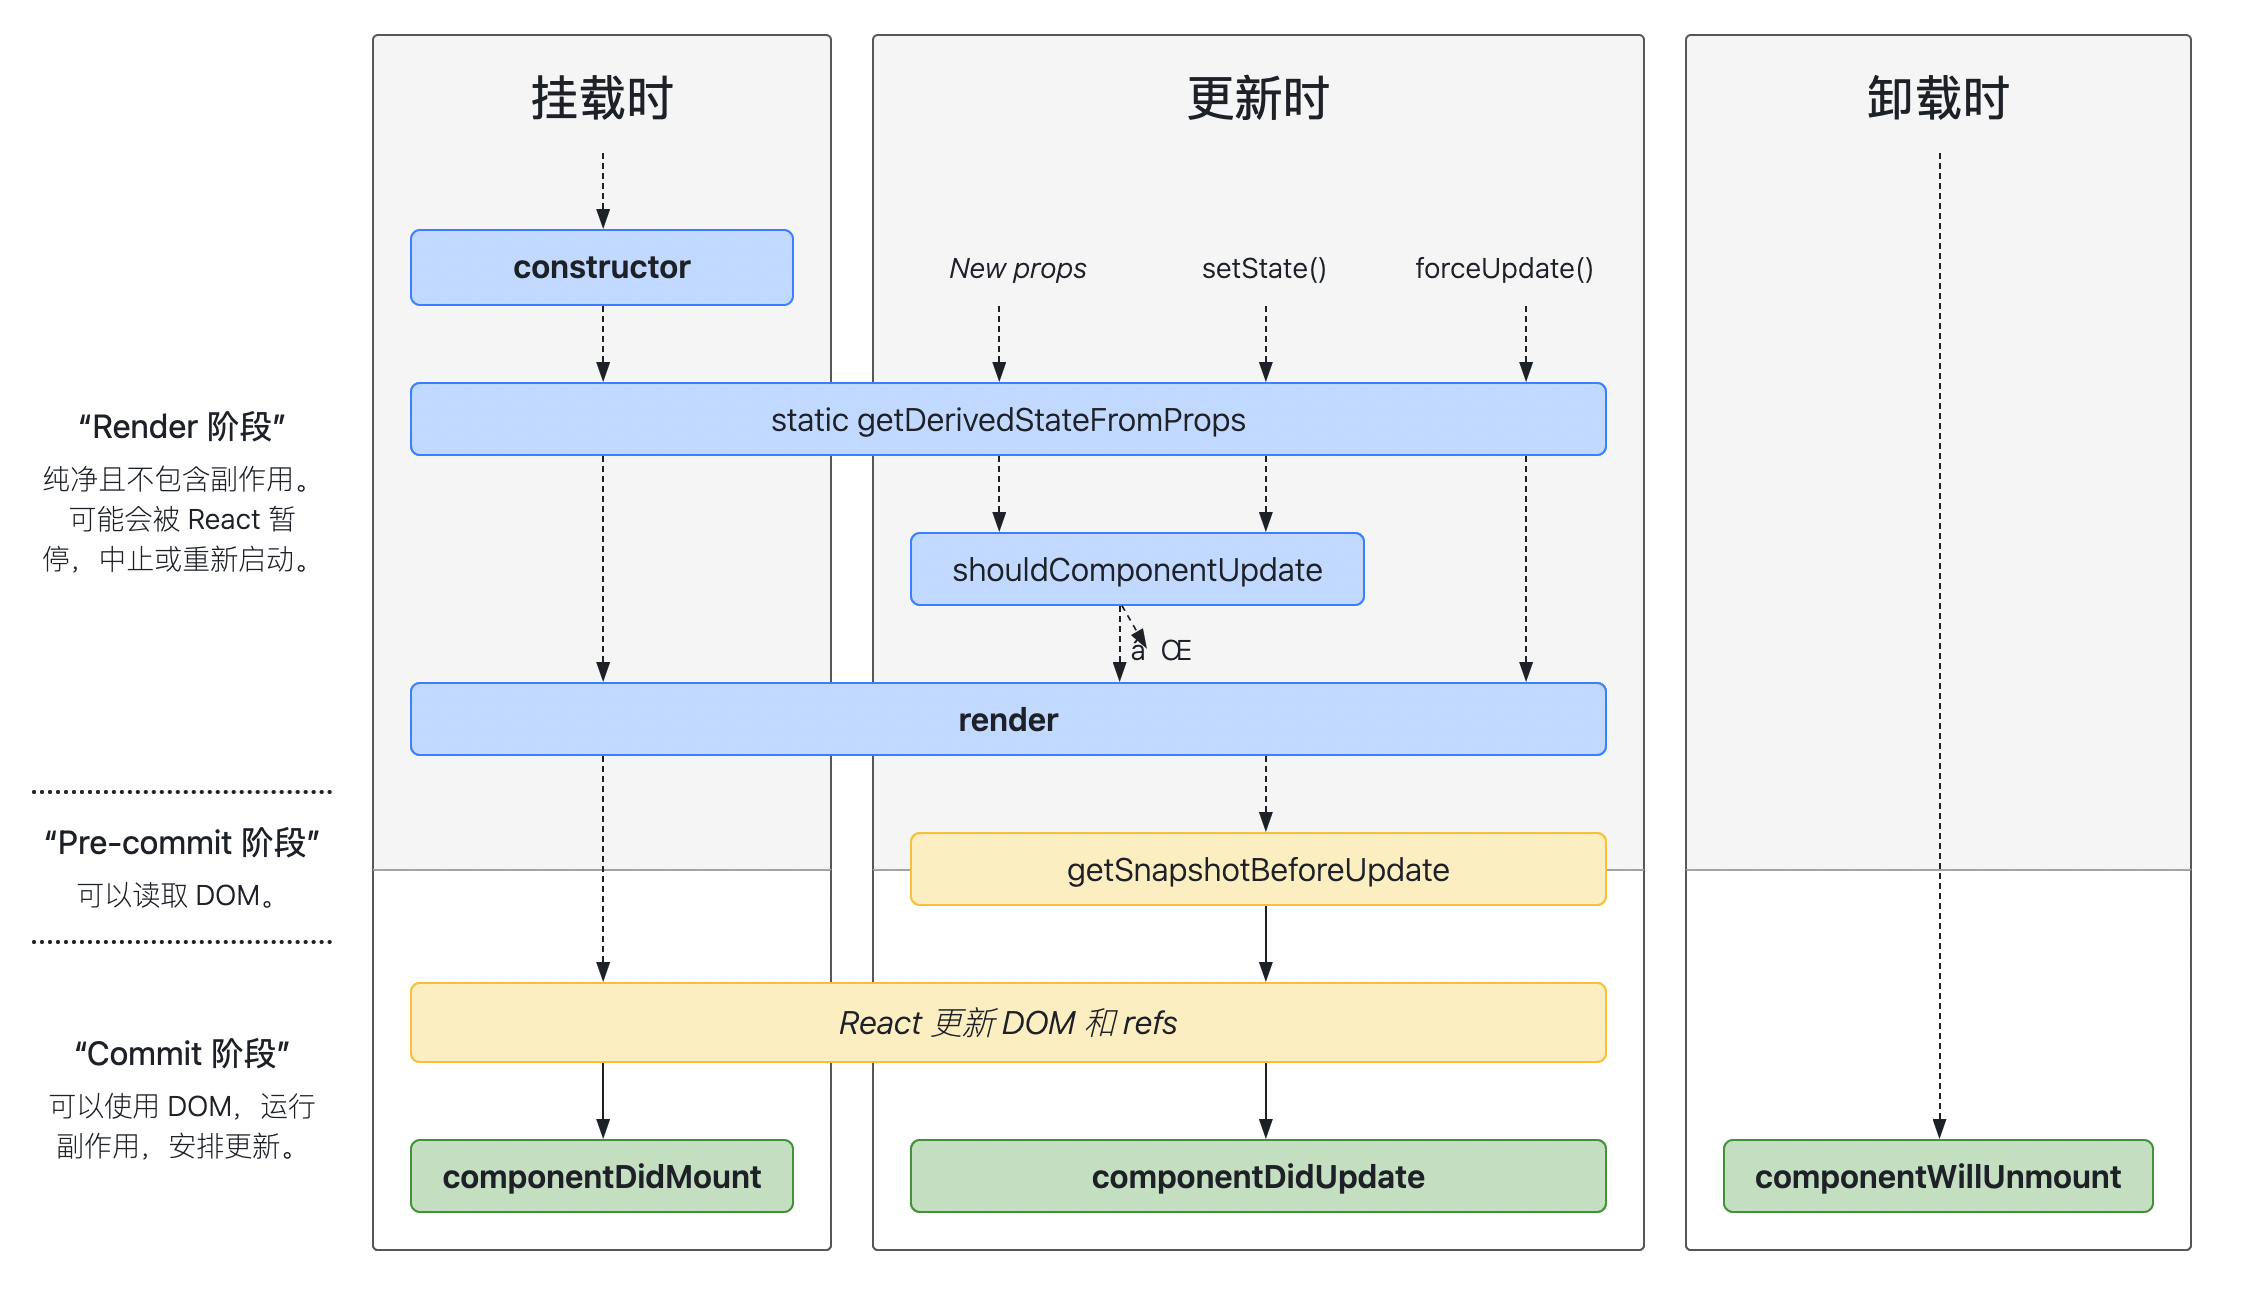 挂载时
更新时
卸载时
constructor
New props
setState()
forceUpdate()
static getDerivedStateFromProps
“Render 阶段”
纯净且不包含副作用。
可能会被 React 暂
停，中止或重新启动。
shouldComponentUpdate
â Œ
render
“Pre-commit 阶段”
可以读取 DOM。
getSnapshotBeforeUpdate
React 更新 DOM 和 refs
“Commit 阶段”
可以使用 DOM，运行
副作用，安排更新。
componentDidMount
componentDidUpdate
componentWillUnmount